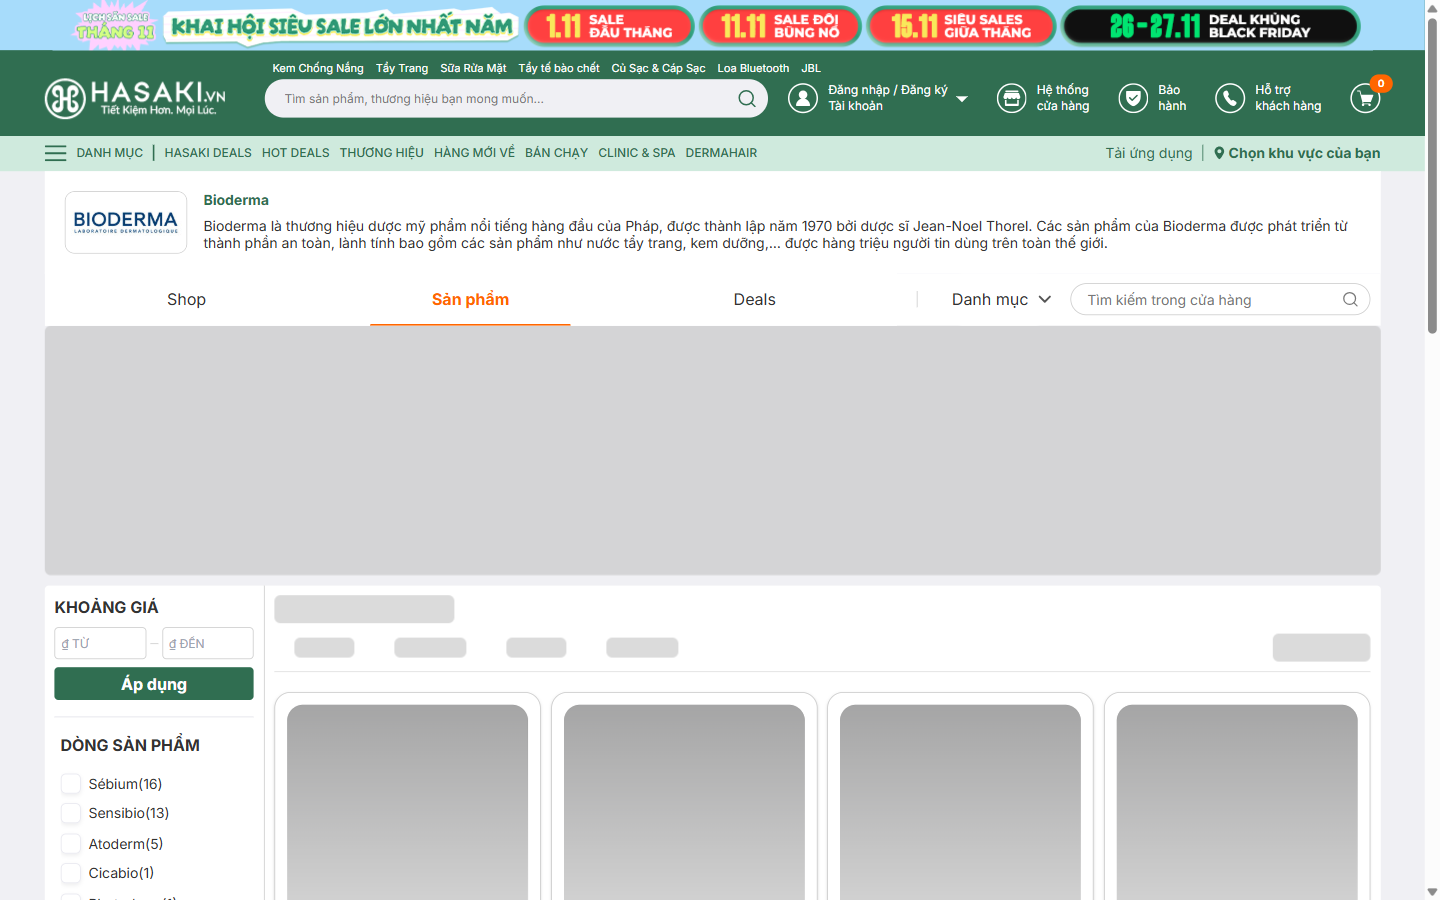 LỊCH SĂN SALE
THÁNG 11
KHAI HỘI SIÊU SALE LỚN NHẤT NĂM
1.11 SALE ĐẦU THÁNG
11.11 SALE ĐÔI BÙNG NỔ
15.11 SIÊU SALES GIỮA THÁNG
26-27.11 DEAL KHỦNG BLACK FRIDAY
Kem Chống Nắng Tẩy Trang Sữa Rửa Mặt Tẩy tế bào chết Củ Sạc & Cáp Sạc Loa Bluetooth JBL
HASAKI.VN
Tiết Kiệm Hơn. Mọi Lúc.
Tìm sản phẩm, thương hiệu bạn mong muốn...
Đăng nhập / Đăng ký
Tài khoản
Hệ thống
cửa hàng
Bảo
hành
Hỗ trợ
khách hàng
0
DANH MỤC HASAKI DEALS HOT DEALS THƯƠNG HIỆU HÀNG MỚI VỀ BÁN CHẠY CLINIC & SPA DERMAHAIR
Tải ứng dụng Chọn khu vực của bạn
BIODERMA
LABORATOIRE DERMATOLOGIQUE
Bioderma
Bioderma là thương hiệu dược mỹ phẩm nổi tiếng hàng đầu của Pháp, được thành lập năm 1970 bởi dược sĩ Jean-Noel Thorel. Các sản phẩm của Bioderma được phát triển từ
thành phần an toàn, lành tính bao gồm các sản phẩm như nước tẩy trang, kem dưỡng,... được hàng triệu người tin dùng trên toàn thế giới.
Shop Sản phẩm Deals Danh mục Tìm kiếm trong cửa hàng
KHOẢNG GIÁ
₫ TỪ – ₫ ĐẾN
Áp dụng
DÒNG SẢN PHẨM
Sébium(16)
Sensibio(13)
Atoderm(5)
Cicabio(1)